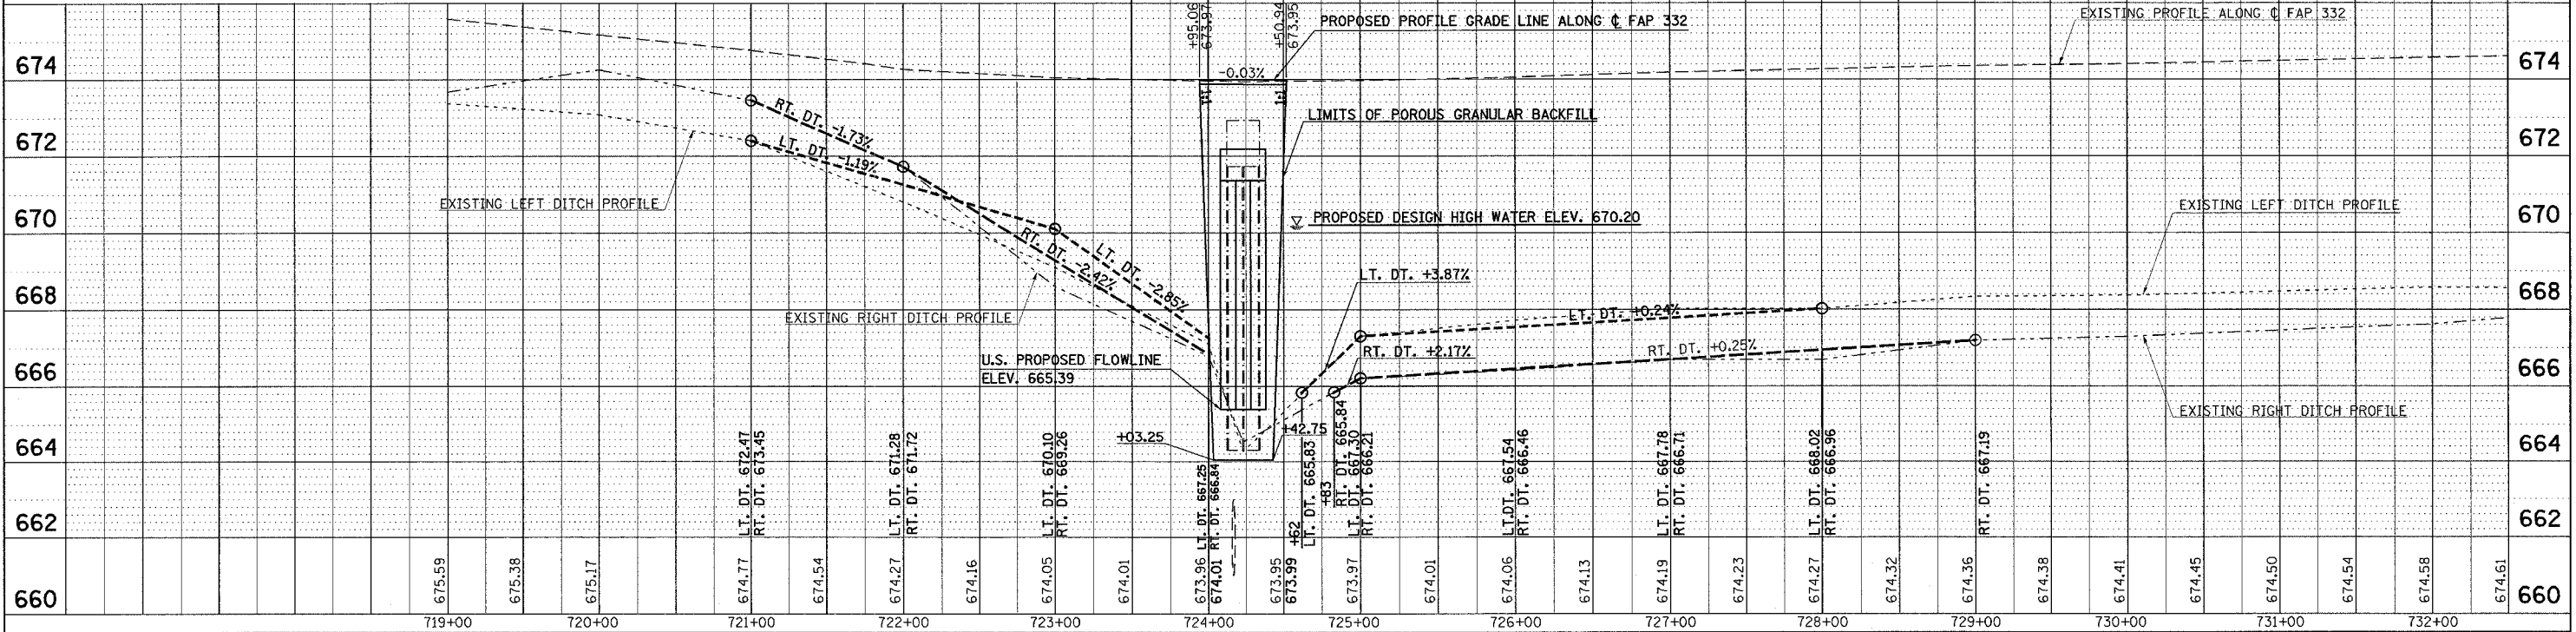 +95.06
673.97
+50.94
673.95
PROPOSED PROFILE GRADE LINE ALONG ℄ FAP 332
EXISTING PROFILE ALONG ℄ FAP 332
674
-0.03%
674
1:1
1:1
RT. DT. -1.73%
LIMITS OF POROUS GRANULAR BACKFILL
672
LT. DT. -1.19%
672
EXISTING LEFT DITCH PROFILE
EXISTING LEFT DITCH PROFILE
670
PROPOSED DESIGN HIGH WATER ELEV. 670.20
670
RT. DT. -2.42%
LT. DT. -2.85%
LT. DT. +3.87%
668
668
EXISTING RIGHT DITCH PROFILE
LT. DT. +0.24%
U.S. PROPOSED FLOWLINE
ELEV. 665.39
RT. DT. +2.17%
RT. DT. +0.25%
666
666
EXISTING RIGHT DITCH PROFILE
+03.25
+42.75
664
664
LT. DT. 672.47
RT. DT. 673.45
LT. DT. 671.28
RT. DT. 671.72
LT. DT. 670.10
RT. DT. 669.26
LT. DT. 667.25
RT. DT. 666.84
+62
LT. DT. 665.83
+83
RT. DT. 665.84
LT. DT. 667.30
RT. DT. 666.21
LT.DT. 667.54
RT. DT. 666.46
LT. DT. 667.78
RT. DT. 666.71
LT. DT. 668.02
RT. DT. 666.96
RT. DT. 667.19
662
662
675.59
675.38
675.17
674.77
674.54
674.27
674.16
674.05
674.01
673.96
674.01
673.95
673.99
673.97
674.01
674.06
674.13
674.19
674.23
674.27
674.32
674.36
674.38
674.41
674.45
674.50
674.54
674.58
674.61
660
660
719+00
720+00
721+00
722+00
723+00
724+00
725+00
726+00
727+00
728+00
729+00
730+00
731+00
732+00